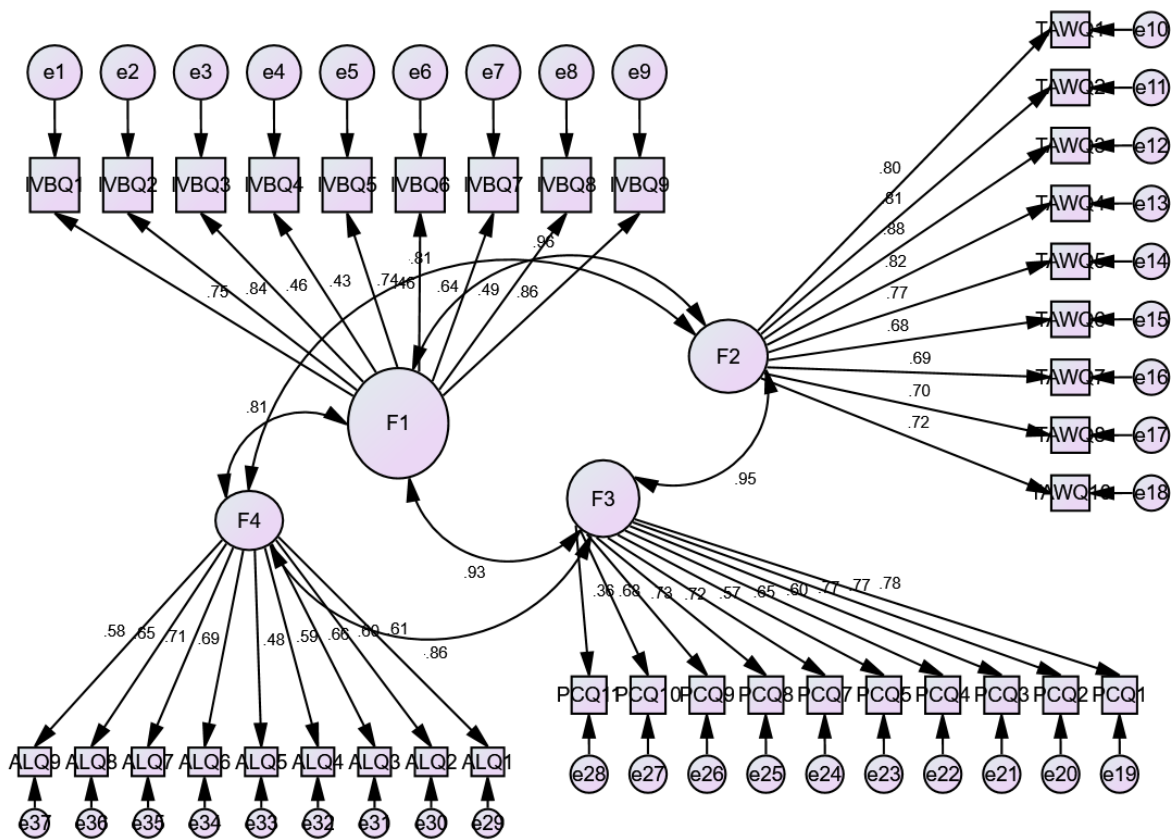 e1 e2 e3 e4 e5 e6 e7 e8 e9
IVBQ1 IVBQ2 IVBQ3 IVBQ4 IVBQ5 IVBQ6 IVBQ7 IVBQ8 IVBQ9
TAWQ1 e10
TAWQ2 e11
TAWQ3 e12
TAWQ4 e13
TAWQ5 e14
TAWQ6 e15
TAWQ7 e16
TAWQ8 e17
TAWQ10 e18
.80
.81
.88
.82
.77
.68
.69
.70
.72
.96
.81
.75 .84 .46 .43 .74 .46 .64 .49 .86
F2
F1
.81
.95
F3
F4
.93
.36 .68 .73 .72 .57 .65 .60 .77 .77 .78
.58 .65 .71 .69 .48 .59 .66 .60 .61
.86
PCQ11 PCQ10 PCQ9 PCQ8 PCQ7 PCQ5 PCQ4 PCQ3 PCQ2 PCQ1
e28 e27 e26 e25 e24 e23 e22 e21 e20 e19
ALQ9 ALQ8 ALQ7 ALQ6 ALQ5 ALQ4 ALQ3 ALQ2 ALQ1
e37 e36 e35 e34 e33 e32 e31 e30 e29